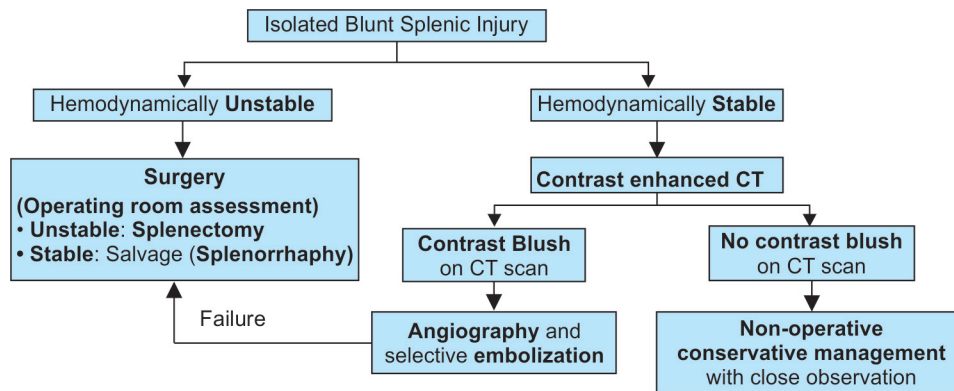 Isolated Blunt Splenic Injury
Hemodynamically Unstable
Hemodynamically Stable
Surgery
(Operating room assessment)
• Unstable: Splenectomy
• Stable: Salvage (Splenorrhaphy)
Contrast enhanced CT
Contrast Blush
on CT scan
No contrast blush
on CT scan
Failure
Angiography and
selective embolization
Non-operative
conservative management
with close observation